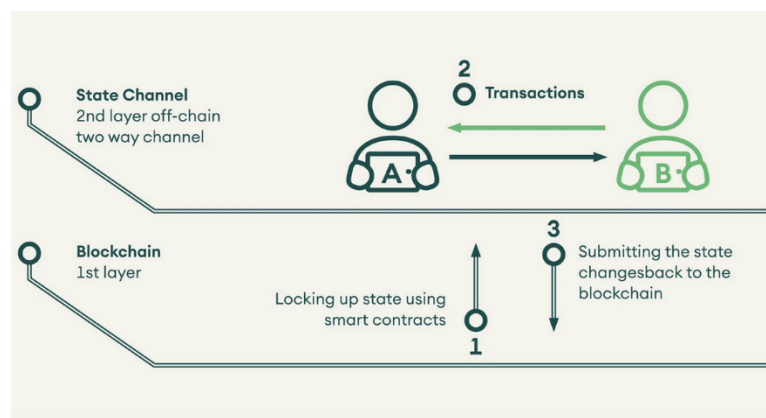 State Channel
2nd layer off-chain
two way channel
2
Transactions
A
B
Blockchain
1st layer
Locking up state using
smart contracts
1
3
Submitting the state
changesback to the
blockchain